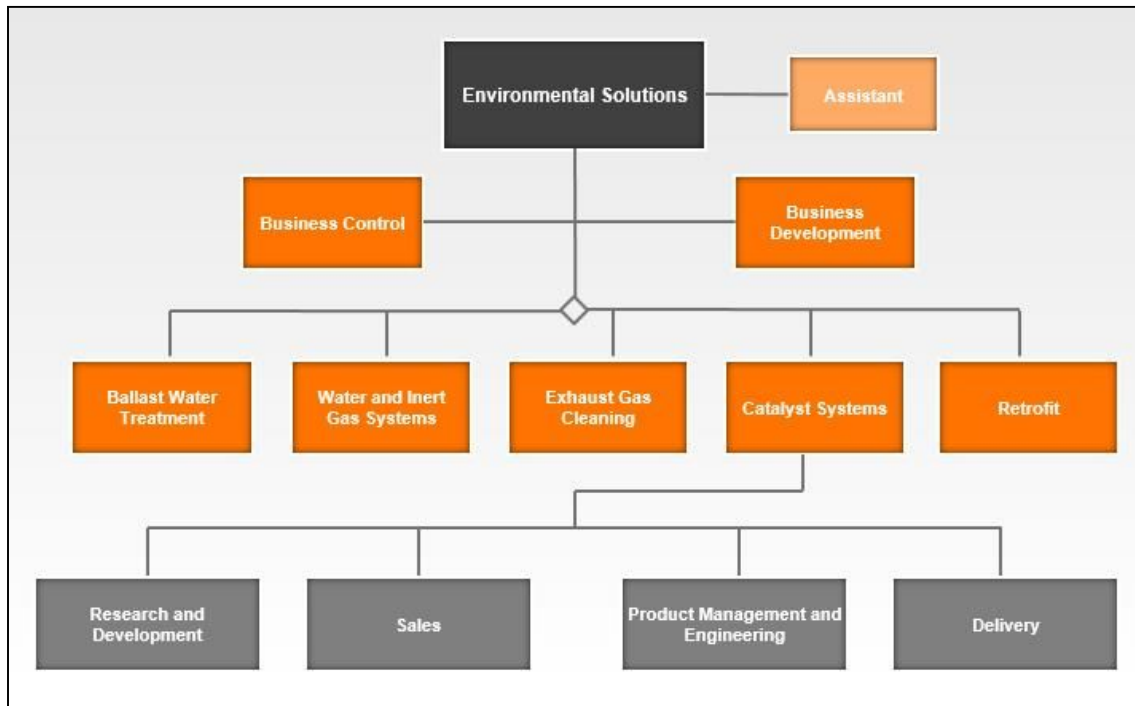 Environmental Solutions
Assistant
Business Control
Business
Development
Ballast Water
Treatment
Water and Inert
Gas Systems
Exhaust Gas
Cleaning
Catalyst Systems
Retrofit
Research and
Development
Sales
Product Management and
Engineering
Delivery